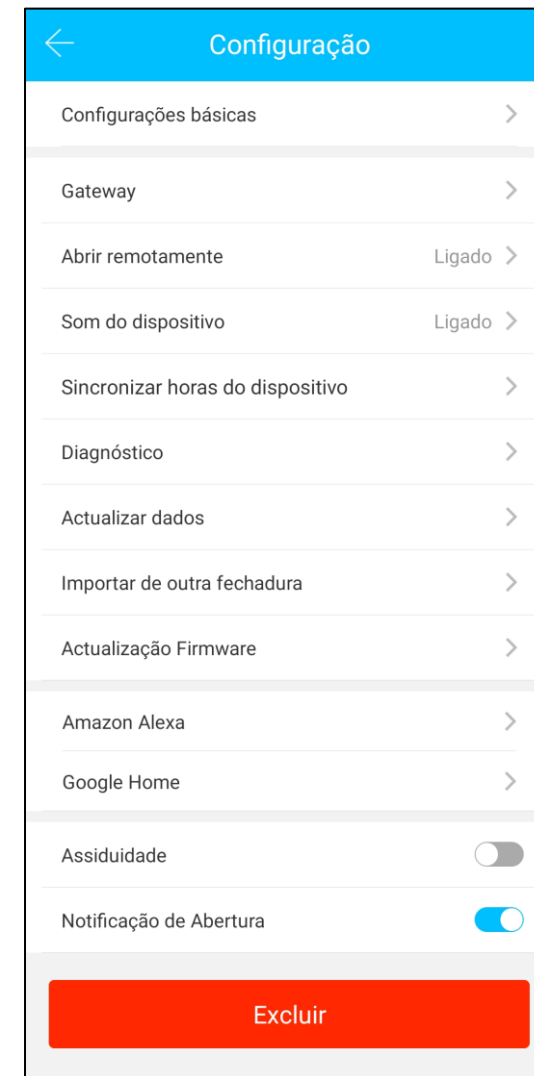 Configuração
Configurações básicas
Gateway
Abrir remotamente Ligado
Som do dispositivo Ligado
Sincronizar horas do dispositivo
Diagnóstico
Actualizar dados
Importar de outra fechadura
Actualização Firmware
Amazon Alexa
Google Home
Assiduidade
Notificação de Abertura
Excluir